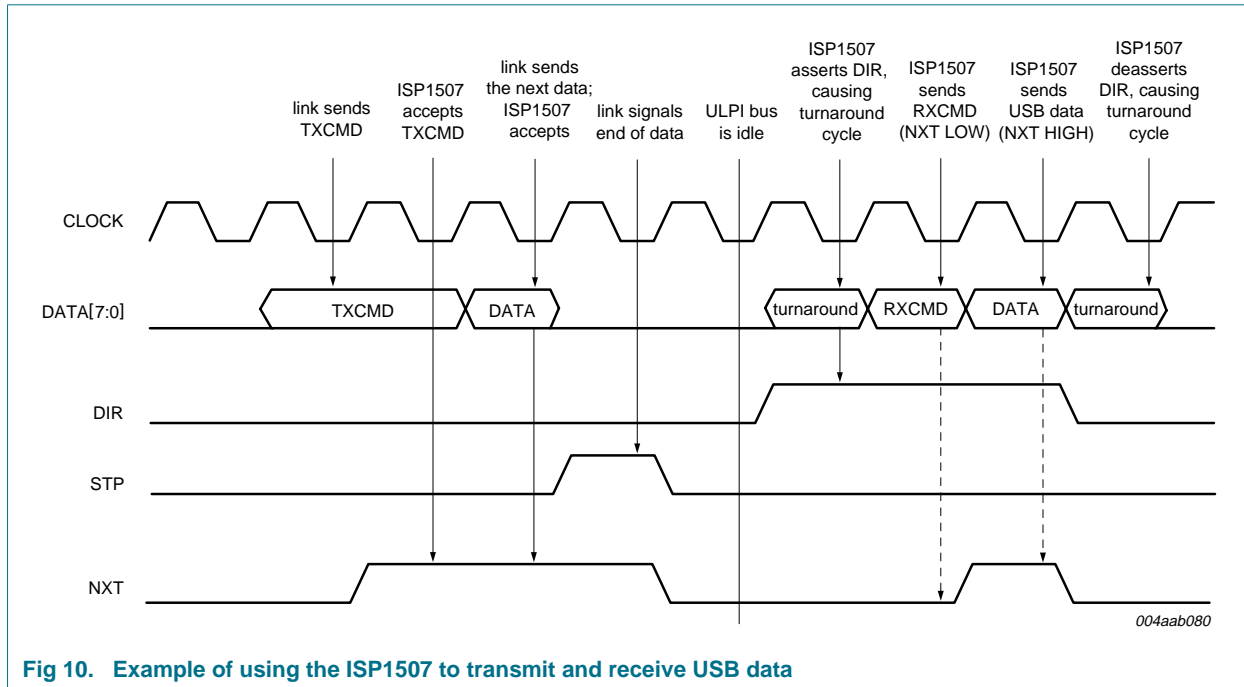 link sends
TXCMD
ISP1507
accepts
TXCMD
link sends
the next data;
ISP1507
accepts
link signals
end of data
ULPI bus
is idle
ISP1507
asserts DIR,
causing
turnaround
cycle
ISP1507
sends
RXCMD
(NXT LOW)
ISP1507
sends
USB data
(NXT HIGH)
ISP1507
deasserts
DIR, causing
turnaround
cycle
CLOCK
DATA[7:0]
TXCMD
DATA
turnaround
RXCMD
DATA
turnaround
DIR
STP
NXT
004aab080
Fig 10. Example of using the ISP1507 to transmit and receive USB data